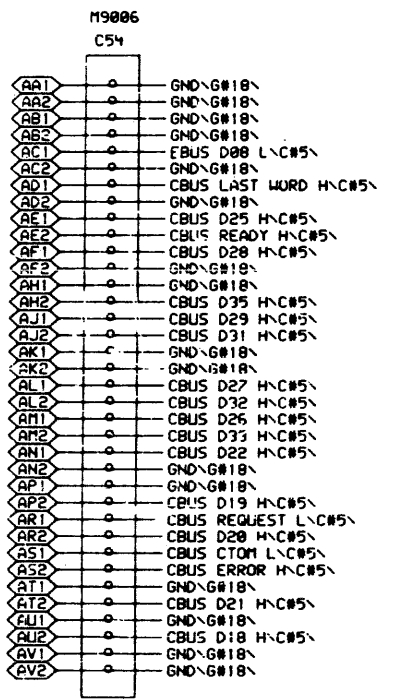 M9006
C54
AA1 GND\G#18\
AA2 GND\G#18\
AB1 GND\G#18\
AB2 GND\G#18\
AC1 EBUS D08 L\C#5\
AC2 GND\G#18\
AD1 CBUS LAST WORD H\C#5\
AD2 GND\G#18\
AE1 CBUS D25 H\C#5\
AE2 CBUS READY H\C#5\
AF1 CBUS D28 H\C#5\
AF2 GND\G#18\
AH1 GND\G#18\
AH2 CBUS D35 H\C#5\
AJ1 CBUS D29 H\C#5\
AJ2 CBUS D31 H\C#5\
AK1 GND\G#18\
AK2 GND\G#18\
AL1 CBUS D27 H\C#5\
AL2 CBUS D32 H\C#5\
AM1 CBUS D26 H\C#5\
AM2 CBUS D33 H\C#5\
AN1 CBUS D22 H\C#5\
AN2 GND\G#18\
AP1 GND\G#18\
AP2 CBUS D19 H\C#5\
AR1 CBUS REQUEST L\C#5\
AR2 CBUS D20 H\C#5\
AS1 CBUS CTOM L\C#5\
AS2 CBUS ERROR H\C#5\
AT1 GND\G#18\
AT2 CBUS D21 H\C#5\
AU1 GND\G#18\
AU2 CBUS D18 H\C#5\
AV1 GND\G#18\
AV2 GND\G#18\